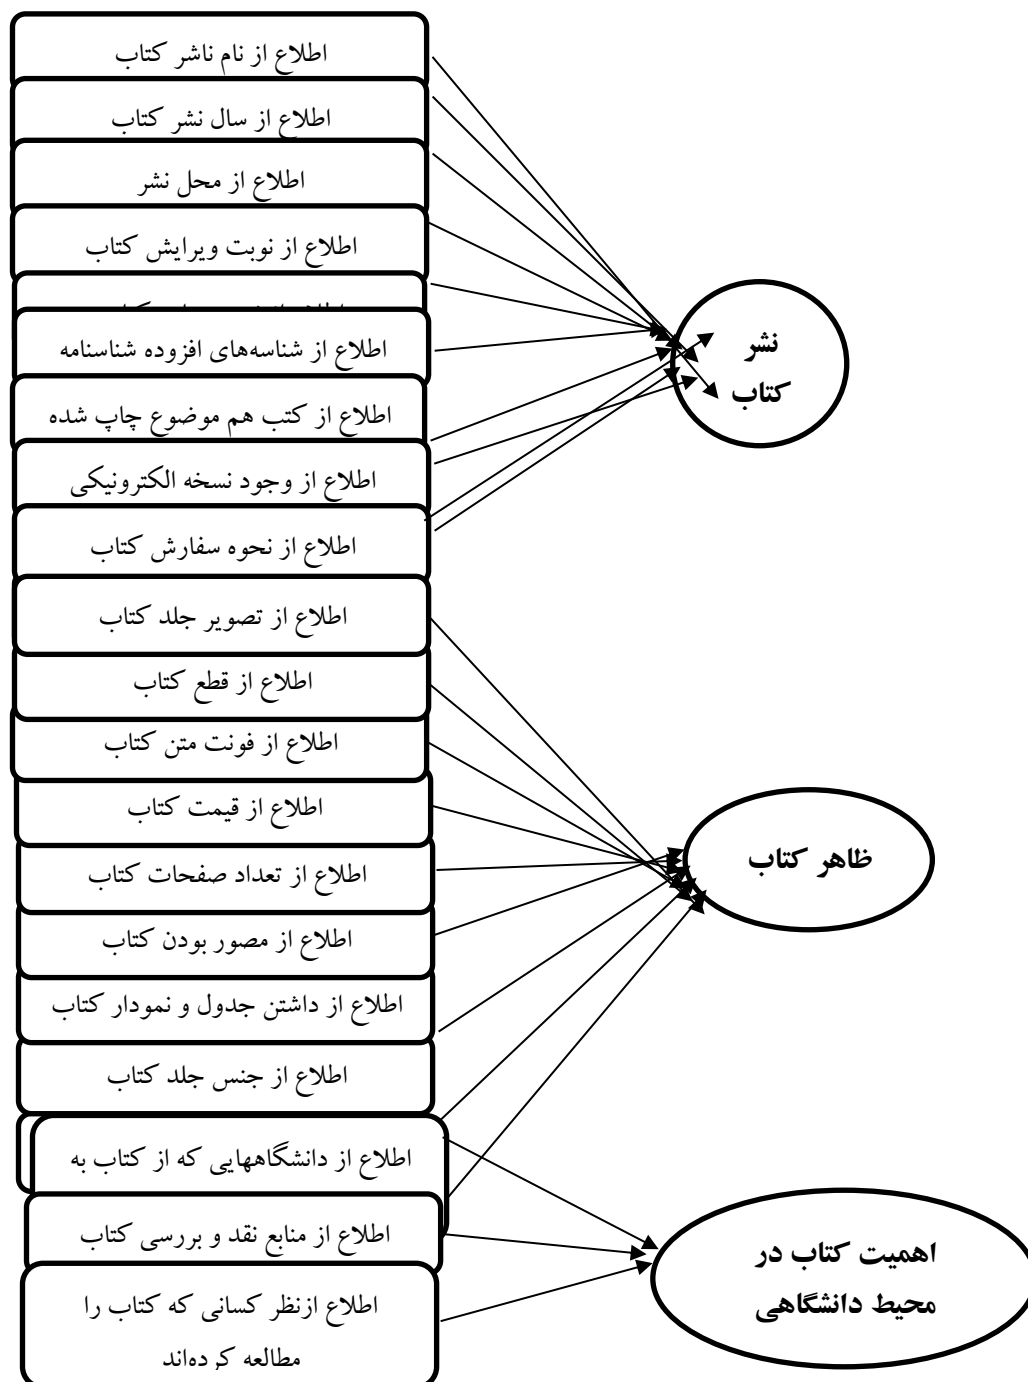 اطلاع از نام ناشر کتاب
اطلاع از سال نشر کتاب
اطلاع از محل نشر
اطلاع از نوبت ویرایش کتاب
اطلاع از شناسه‌های افزوده شناسنامه
اطلاع از کتب هم موضوع چاپ شده
اطلاع از وجود نسخه الکترونیکی
اطلاع از نحوه سفارش کتاب
نشر
کتاب
اطلاع از تصویر جلد کتاب
اطلاع از قطع کتاب
اطلاع از فونت متن کتاب
اطلاع از قیمت کتاب
اطلاع از تعداد صفحات کتاب
اطلاع از مصور بودن کتاب
اطلاع از داشتن جدول و نمودار کتاب
اطلاع از جنس جلد کتاب
ظاهر کتاب
اطلاع از دانشگاههایی که از کتاب به
اطلاع از منابع نقد و بررسی کتاب
اطلاع ازنظر کسانی که کتاب را
مطالعه کرده‌اند
اهمیت کتاب در
محیط دانشگاهی